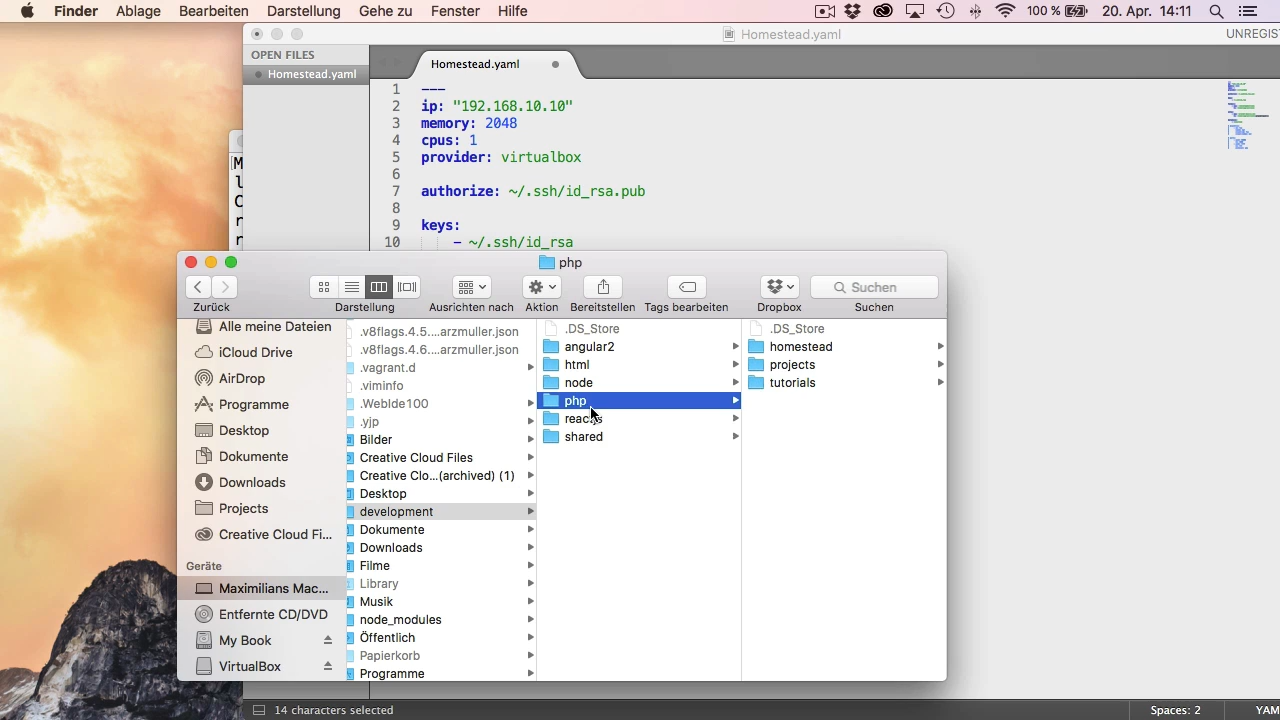 Finder Ablage Bearbeiten Darstellung Gehe zu Fenster Hilfe 100 % 20. Apr. 14:11
Homestead.yaml UNREGIS
OPEN FILES
Homestead.yaml
Homestead.yaml
1 ---
2 ip: "192.168.10.10"
3 memory: 2048
4 cpus: 1
5 provider: virtualbox
6
7 authorize: ~/.ssh/id_rsa.pub
8
9 keys:
10 - ~/.ssh/id_rsa
php
Zurück Darstellung Ausrichten nach Aktion Bereitstellen Tags bearbeiten Dropbox Suchen
Suchen
Alle meine Dateien
iCloud Drive
AirDrop
Programme
Desktop
Dokumente
Downloads
Projects
Creative Cloud Fi...
Geräte
Maximilians Mac...
Entfernte CD/DVD
My Book
VirtualBox
.v8flags.4.5....arzmuller.json
.v8flags.4.6....arzmuller.json
.vagrant.d
.viminfo
.WebIde100
.yjp
Bilder
Creative Cloud Files
Creative Clo...(archived) (1)
Desktop
development
Dokumente
Downloads
Filme
Library
Musik
node_modules
Öffentlich
Papierkorb
Programme
.DS_Store
angular2
html
node
php
shared
.DS_Store
homestead
projects
tutorials
14 characters selected Spaces: 2 YAM